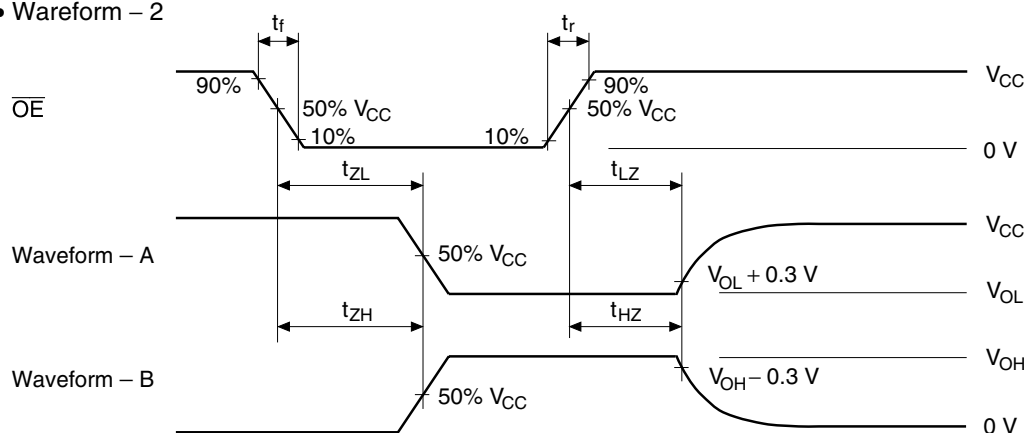 • Wareform – 2
tf tr
90% 90% VCC
OE 50% VCC 50% VCC
10% 10%
0 V
tZL tLZ
VCC
Waveform – A 50% VCC
VOL + 0.3 V
VOL
tZH tHZ
VOH
Waveform – B VOH – 0.3 V
50% VCC
0 V